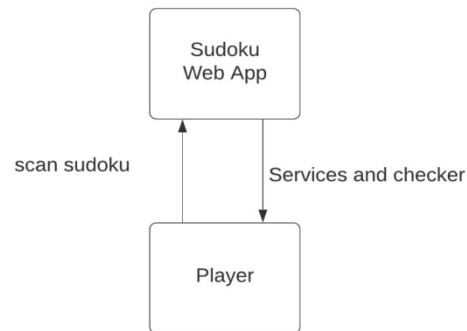 Sudoku
Web App
scan sudoku
Services and checker
Player